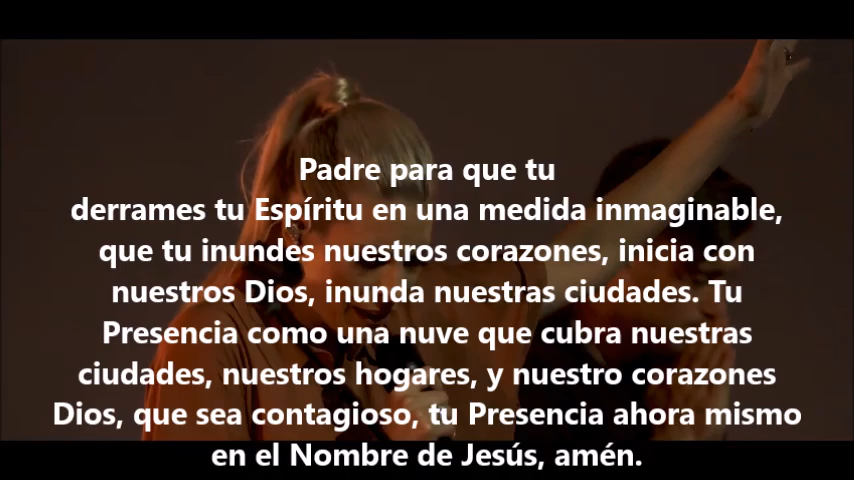 Padre para que tu
derrames tu Espíritu en una medida inmaginable,
que tu inundes nuestros corazones, inicia con
nuestros Dios, inunda nuestras ciudades. Tu
Presencia como una nuve que cubra nuestras
ciudades, nuestros hogares, y nuestro corazones
Dios, que sea contagioso, tu Presencia ahora mismo
en el Nombre de Jesús, amén.